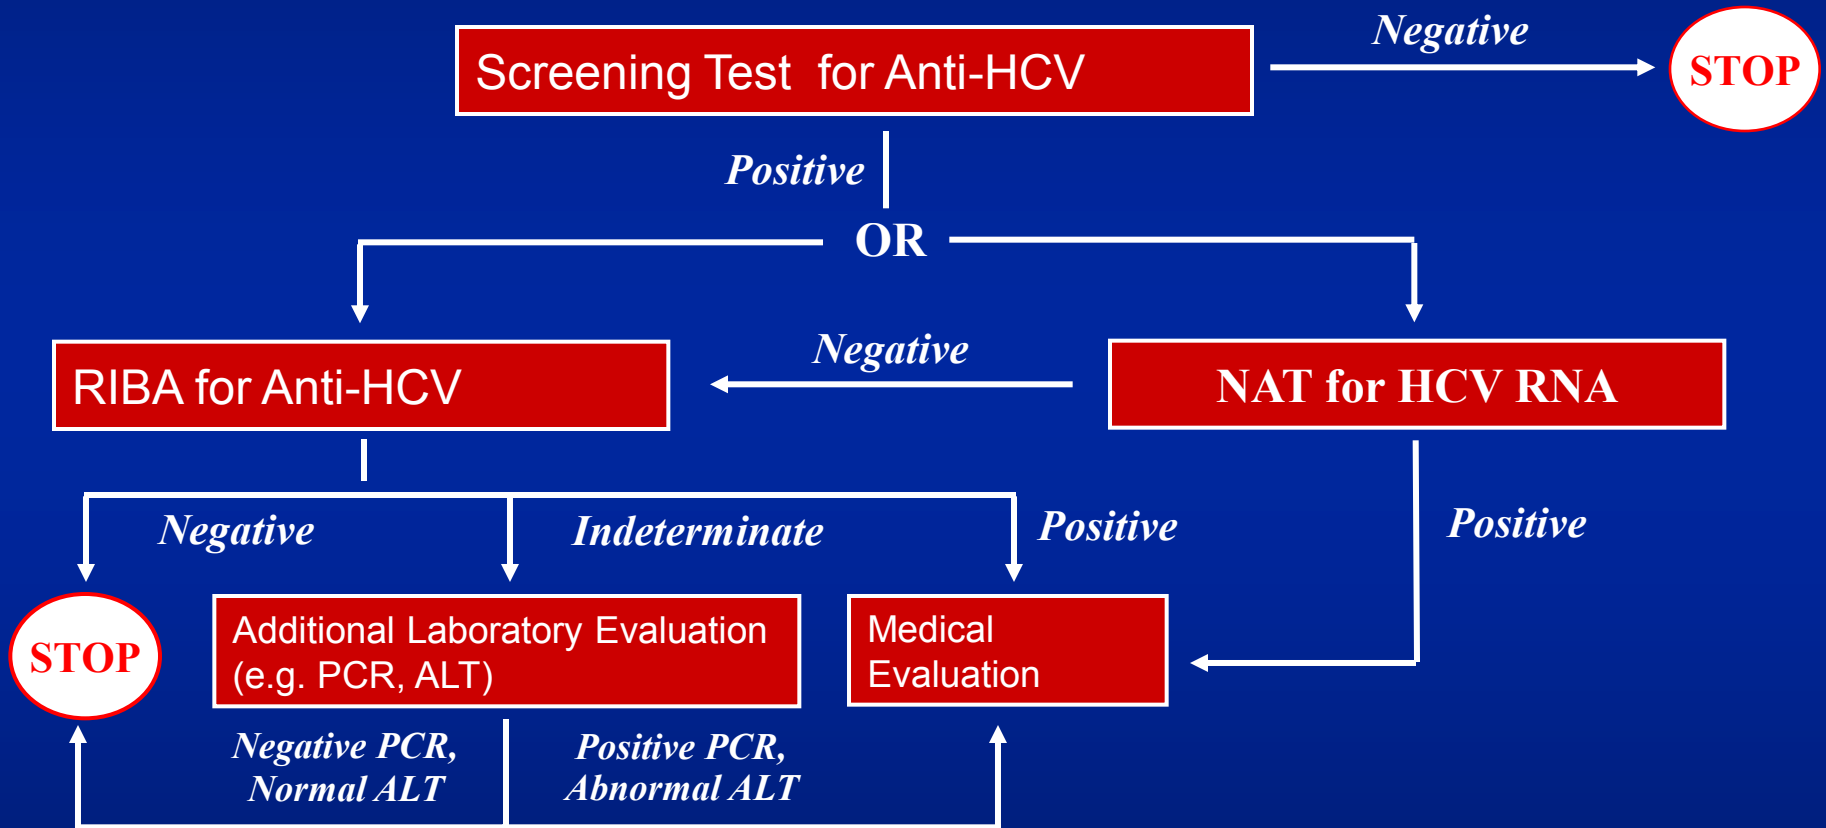 Negative
Screening Test for Anti-HCV
STOP
Positive
OR
Negative
RIBA for Anti-HCV
NAT for HCV RNA
Negative
Indeterminate
Positive
Positive
STOP
Additional Laboratory Evaluation
(e.g. PCR, ALT)
Medical
Evaluation
Negative PCR,
Normal ALT
Positive PCR,
Abnormal ALT